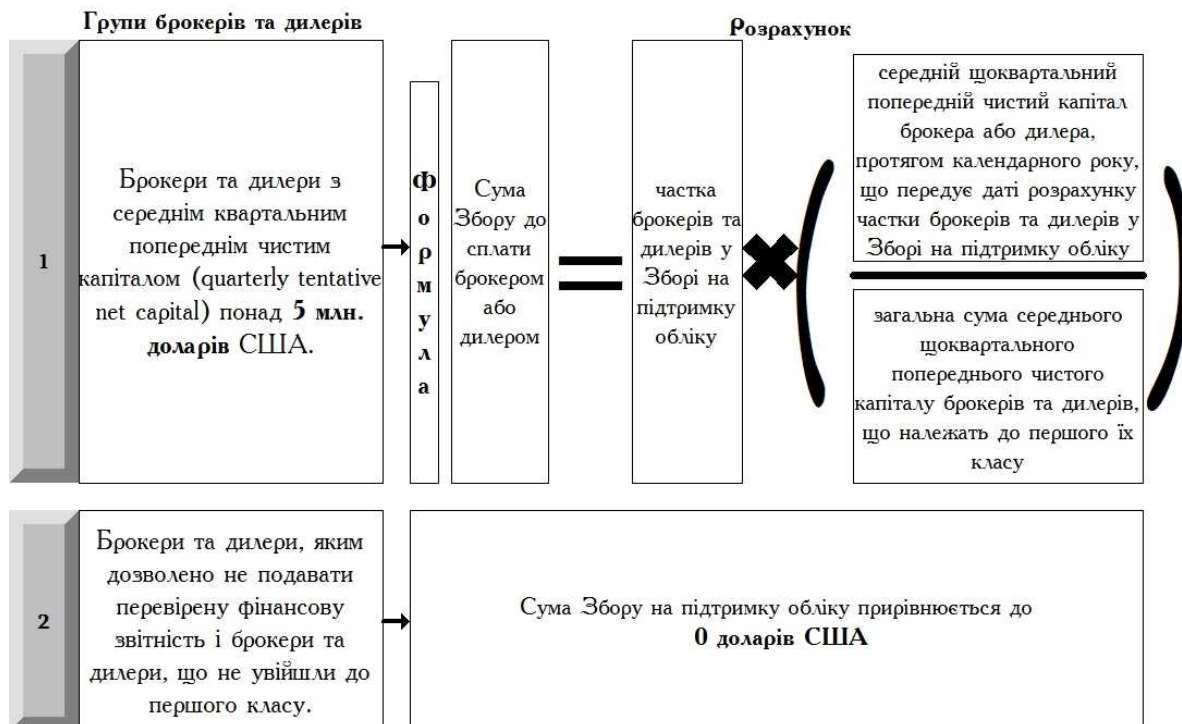 Групи брокерів та дилерів
Розрахунок
1
Брокери та дилери з
середнім квартальним
попереднім чистим
капіталом (quarterly tentative
net capital) понад 5 млн.
доларів США.
Формула
Сума
Збору до
сплати
брокером
або
дилером
=
частка
брокерів та
дилерів у
Зборі на
підтримку
обліку
середній щоквартальний
попередній чистий капітал
брокера або дилера,
протягом календарного року,
що передує даті розрахунку
частки брокерів та дилерів у
Зборі на підтримку обліку
загальна сума середнього
щоквартального
попереднього чистого
капіталу брокерів та дилерів,
що належать до першого їх
класу
2
Брокери та дилери, яким
дозволено не подавати
перевірену фінансову
звітність і брокери та
дилери, що не увійшли до
першого класу.
Сума Збору на підтримку обліку прирівнюється до
0 доларів США